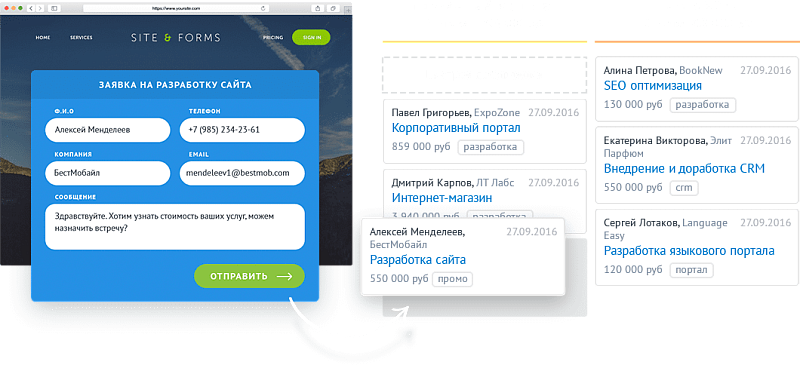 https://www.yoursite.com
HOME
SERVICES
SITE & FORMS
PRICING
SIGN IN
ЗАЯВКА НА РАЗРАБОТКУ САЙТА
Ф.И.О
ТЕЛЕФОН
Алексей Менделеев
+7 (985) 234-23-61
КОМПАНИЯ
EMAIL
БестМобайл
mendeleev1@bestmob.com
СООБЩЕНИЕ
Здравствуйте. Хотим узнать стоимость ваших услуг, можем
назначить встречу?
ОТПРАВИТЬ
Павел Григорьев, ExpoZone 27.09.2016
Корпоративный портал
859 000 руб разработка
Дмитрий Карпов, ЛТ Лабс 27.09.2016
Интернет-магазин
3 940 000 руб разработка
Алексей Менделеев, 27.09.2016
БестМобайл
Разработка сайта
550 000 руб промо
Алина Петрова, BookNew 27.09.2016
SEO оптимизация
130 000 руб разработка
Екатерина Викторова, Элит 27.09.2016
Парфюм
Внедрение и доработка CRM
550 000 руб crm
Сергей Лотаков, Language 27.09.2016
Easy
Разработка языкового портала
120 000 руб портал